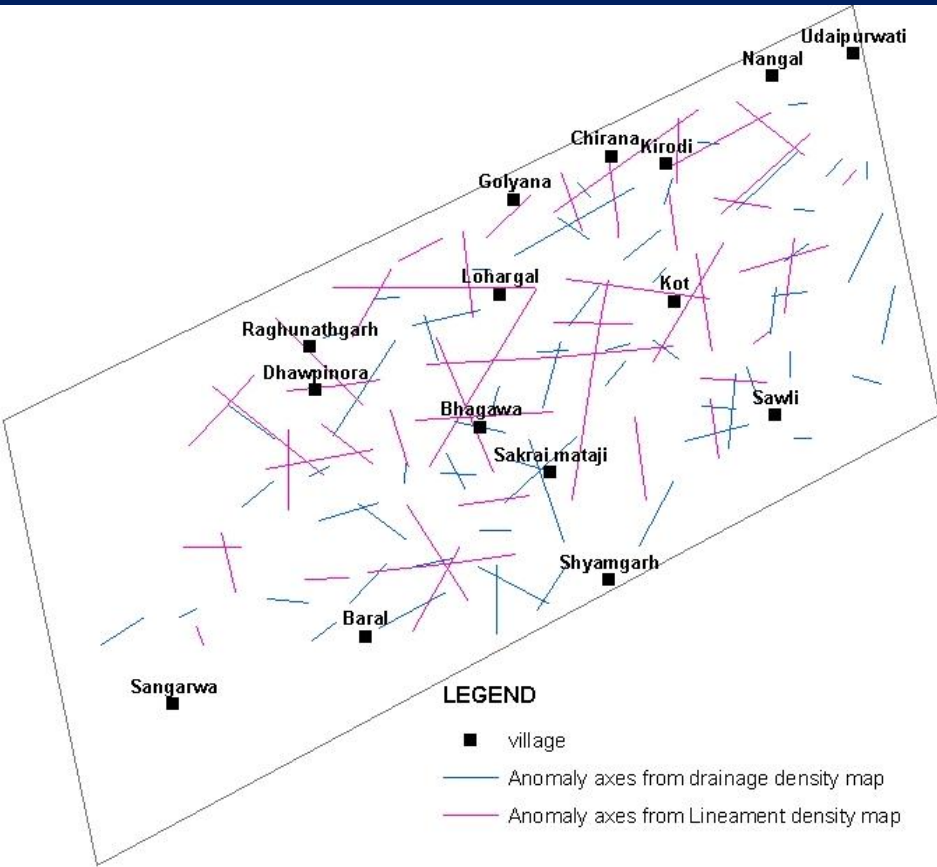 Udaipurwati
Nangal
Chirana
Kirodi
Golyana
Lohargal
Kot
Raghunathgarh
Dhawpinora
Bhagawa
Sawli
Sakrai mataji
Shyamgarh
Baral
Sangarwa
LEGEND
village
Anomaly axes from drainage density map
Anomaly axes from Lineament density map